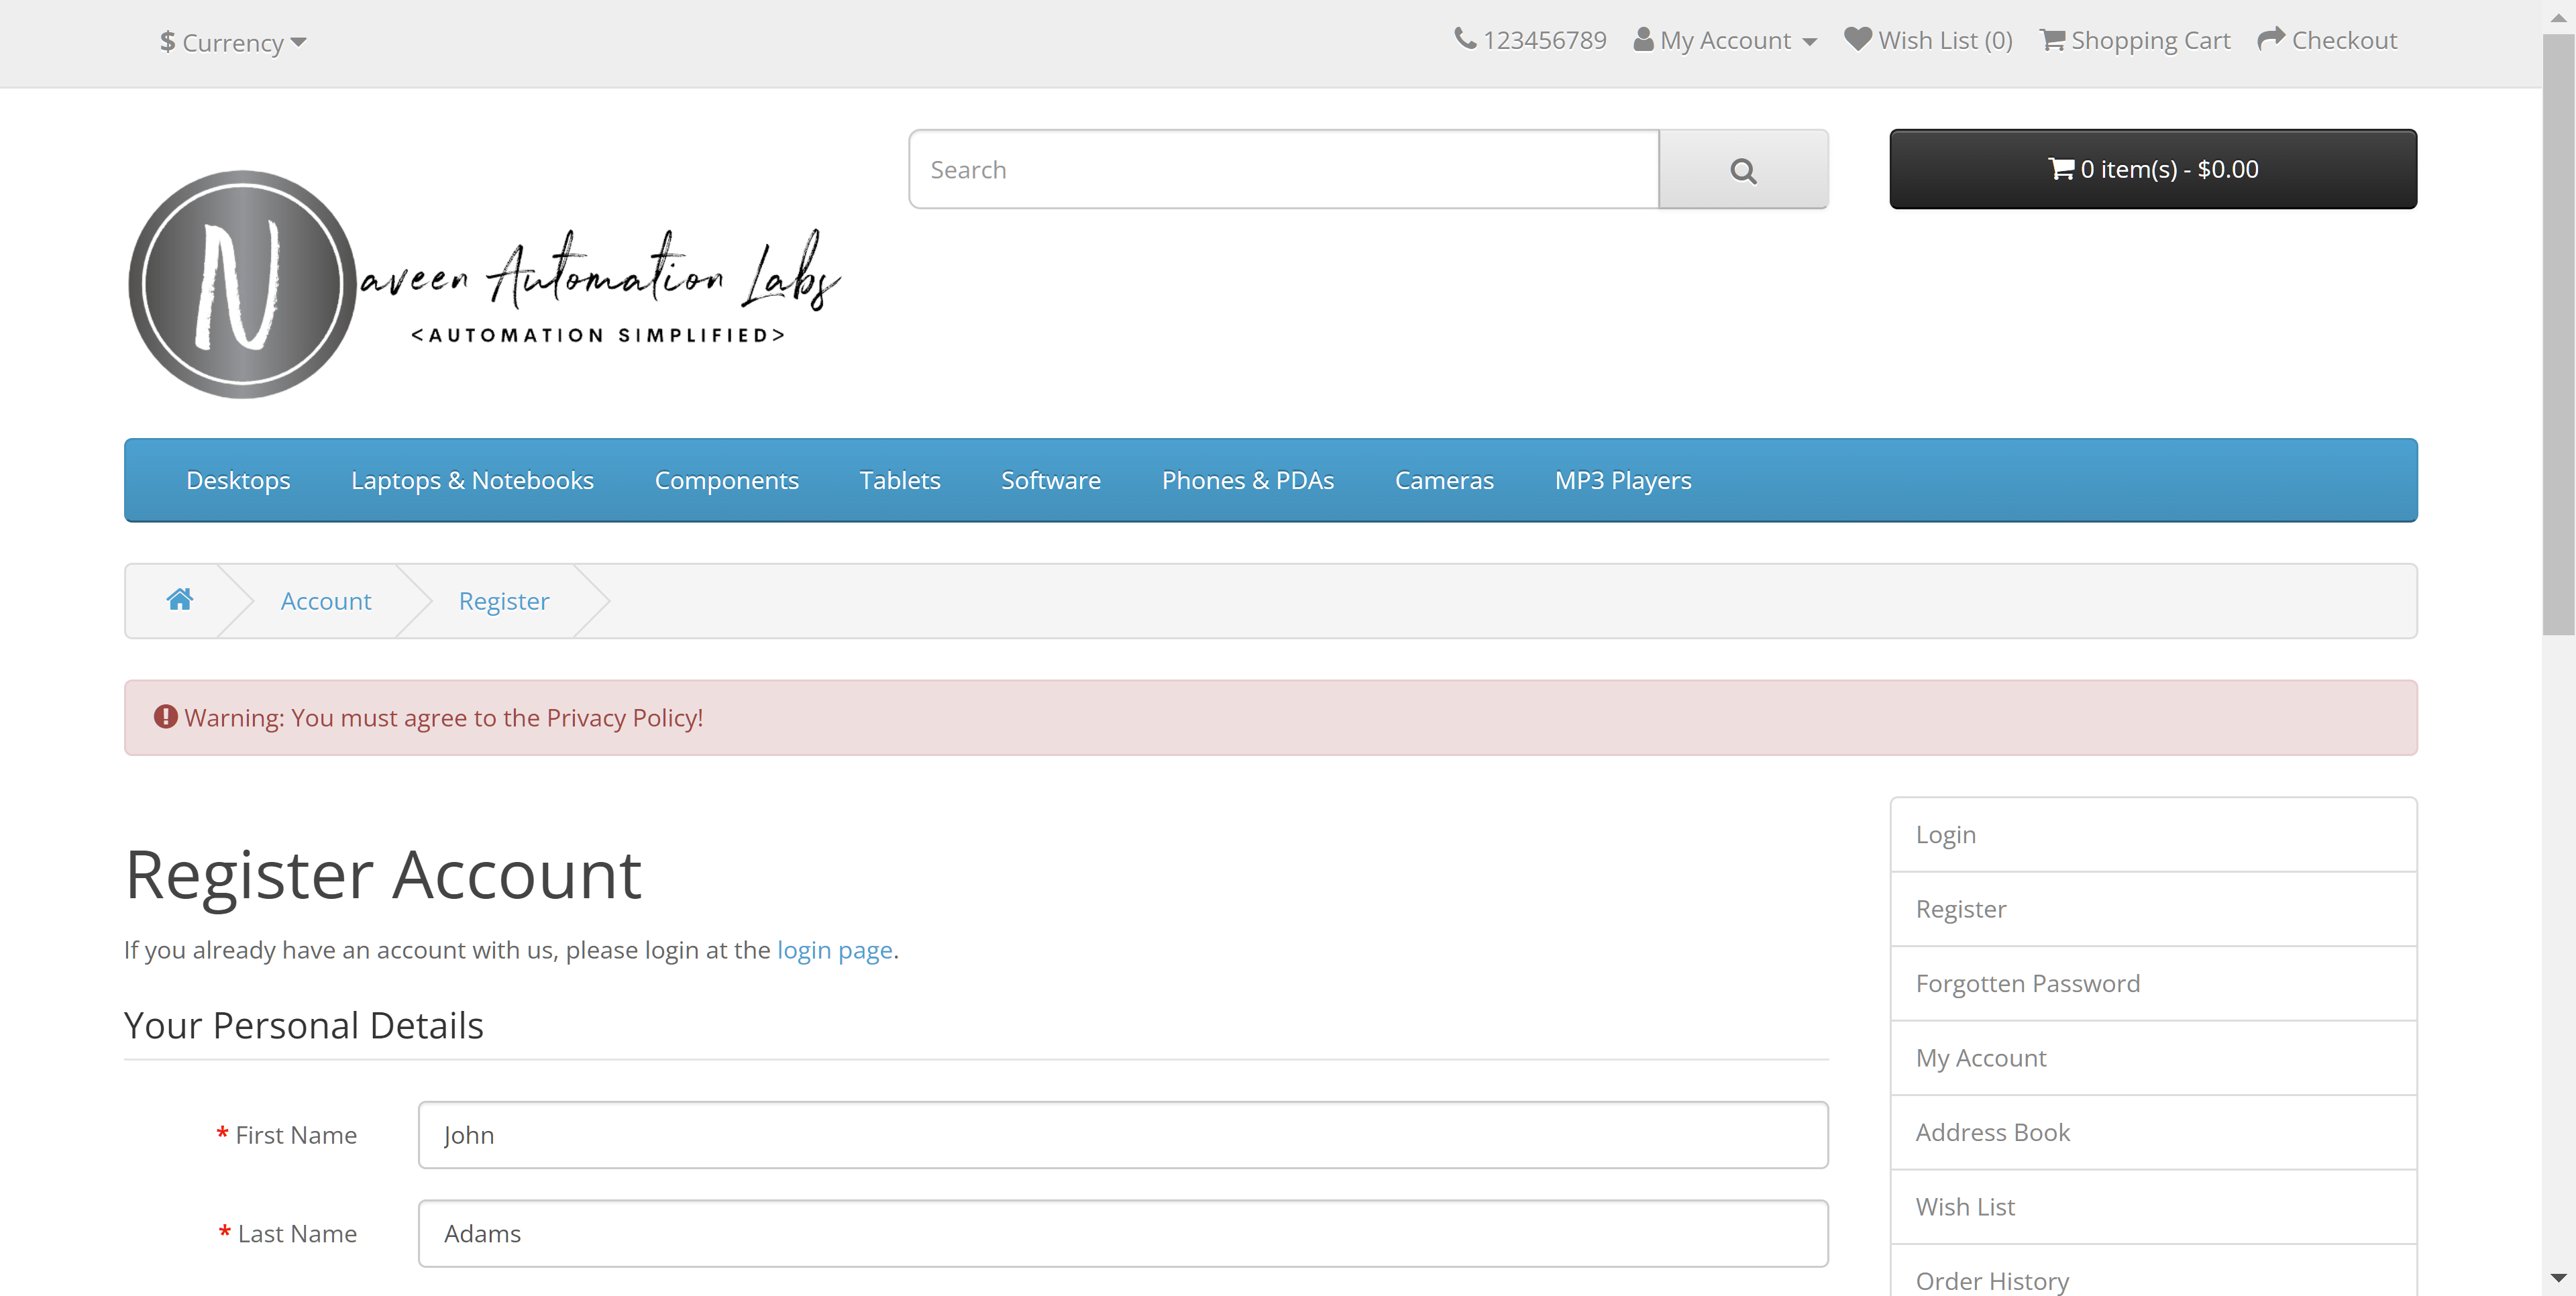 $ Currency
123456789 My Account Wish List (0) Shopping Cart Checkout
Search
0 item(s) - $0.00
N
aveen Automation Labs
<AUTOMATION SIMPLIFIED>
Desktops Laptops & Notebooks Components Tablets Software Phones & PDAs Cameras MP3 Players
Account Register
Warning: You must agree to the Privacy Policy!
Register Account
If you already have an account with us, please login at the login page.
Your Personal Details
* First Name John
* Last Name Adams
Login
Register
Forgotten Password
My Account
Address Book
Wish List
Order History